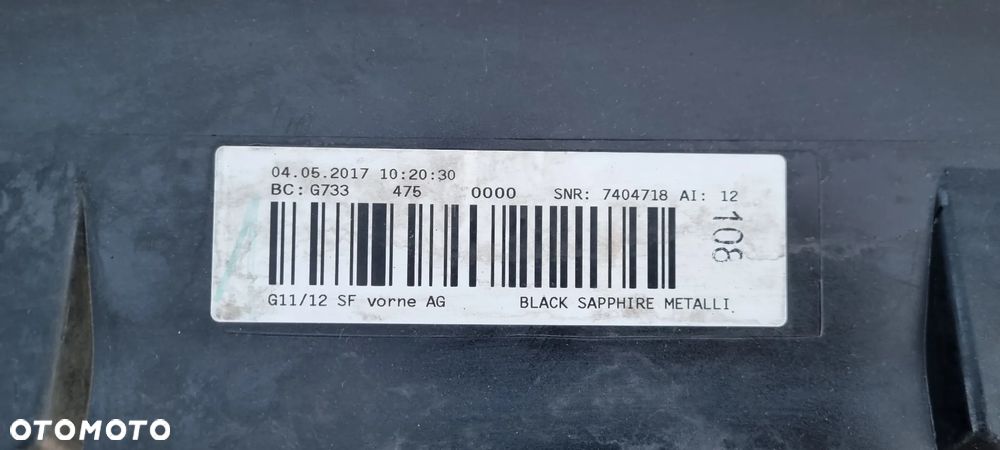 04.05.2017 10:20:30
BC: G733 475 0000 SNR: 7404718 AI: 12
108
G11/12 SF vorne AG BLACK SAPPHIRE METALLI
OTOMOTO